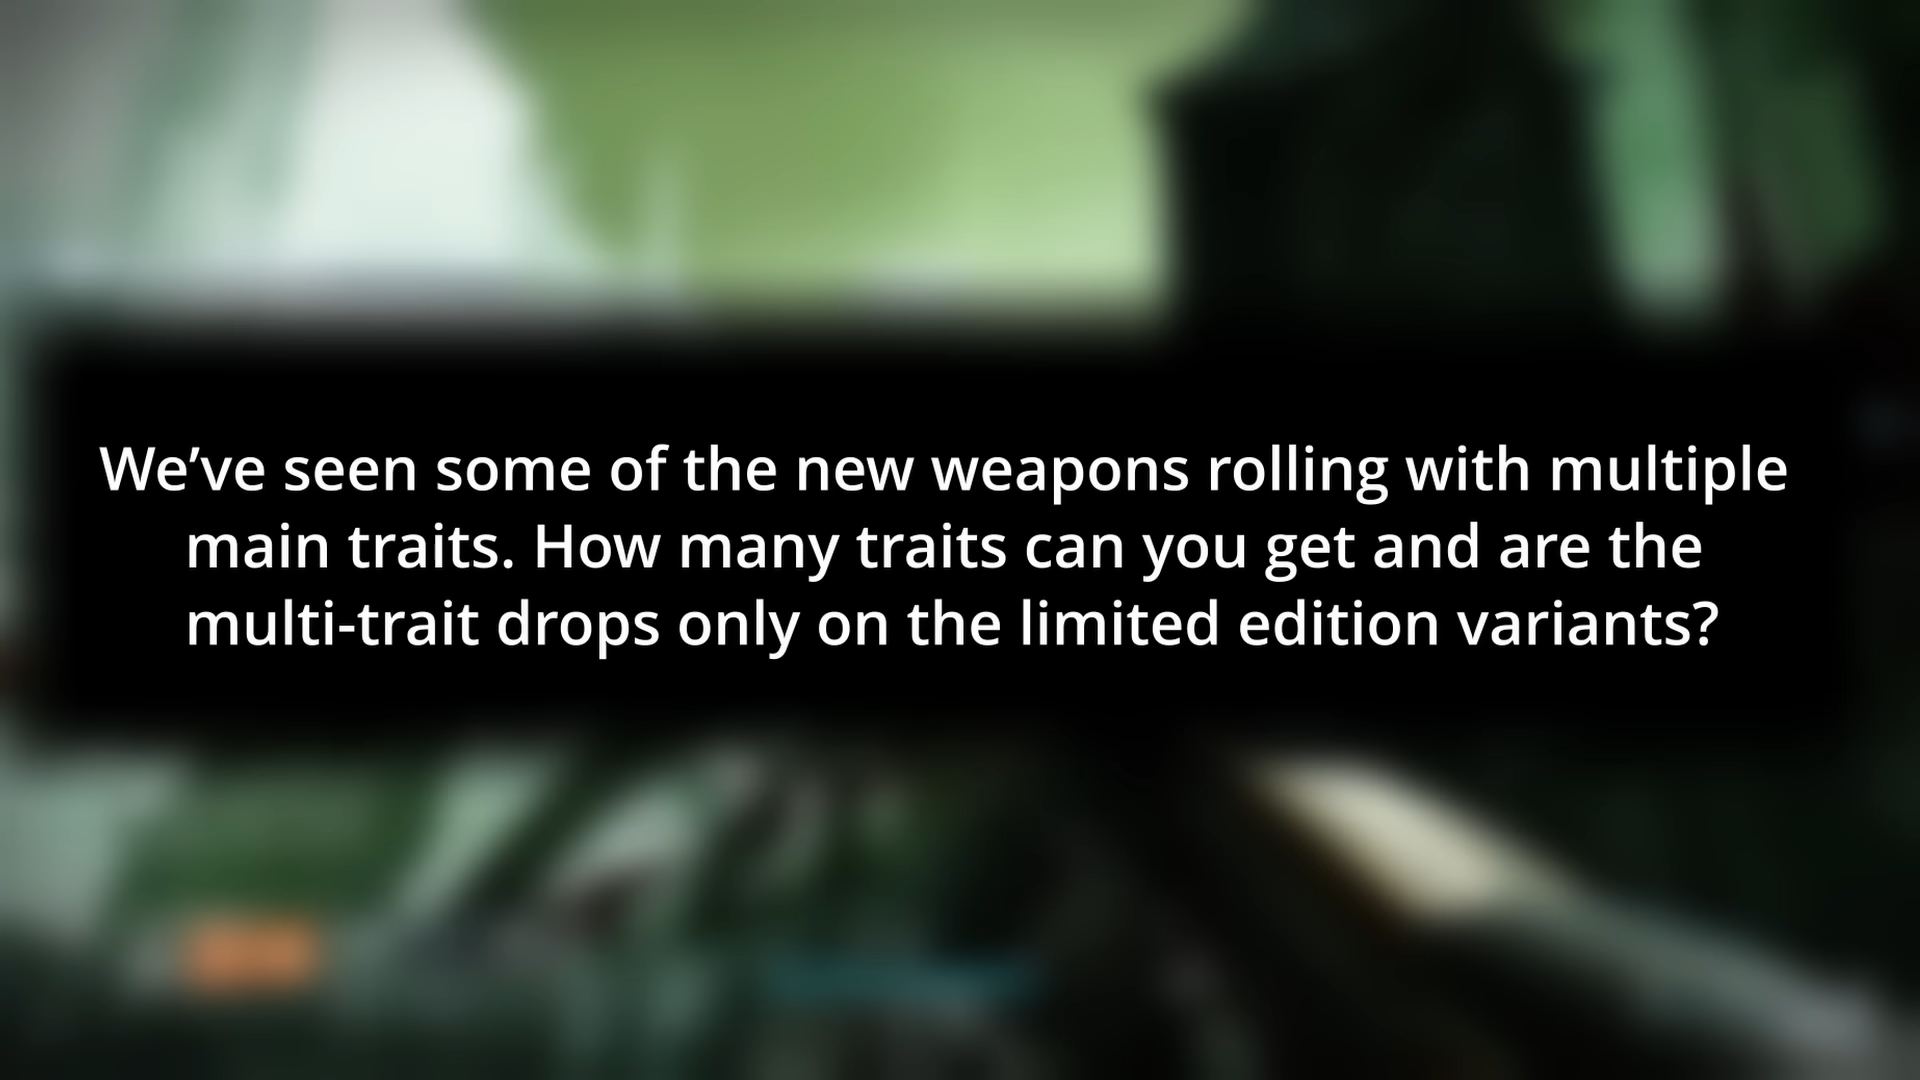 We’ve seen some of the new weapons rolling with multiple
main traits. How many traits can you get and are the
multi-trait drops only on the limited edition variants?